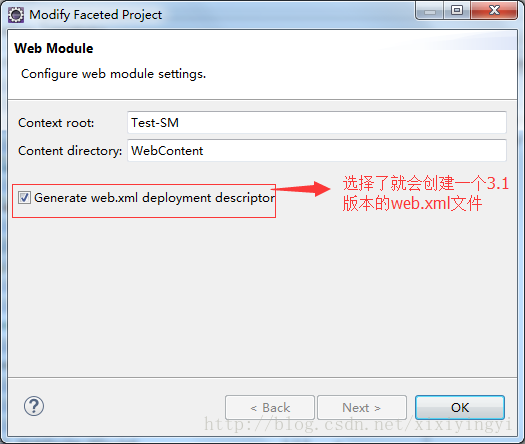 Modify Faceted Project
Web Module
Configure web module settings.
Context root: Test-SM
Content directory: WebContent
Generate web.xml deployment descriptor
选择了就会创建一个3.1
版本的web.xml文件
? < Back Next > OK
http://blog.csdn.net/xixiyingyi